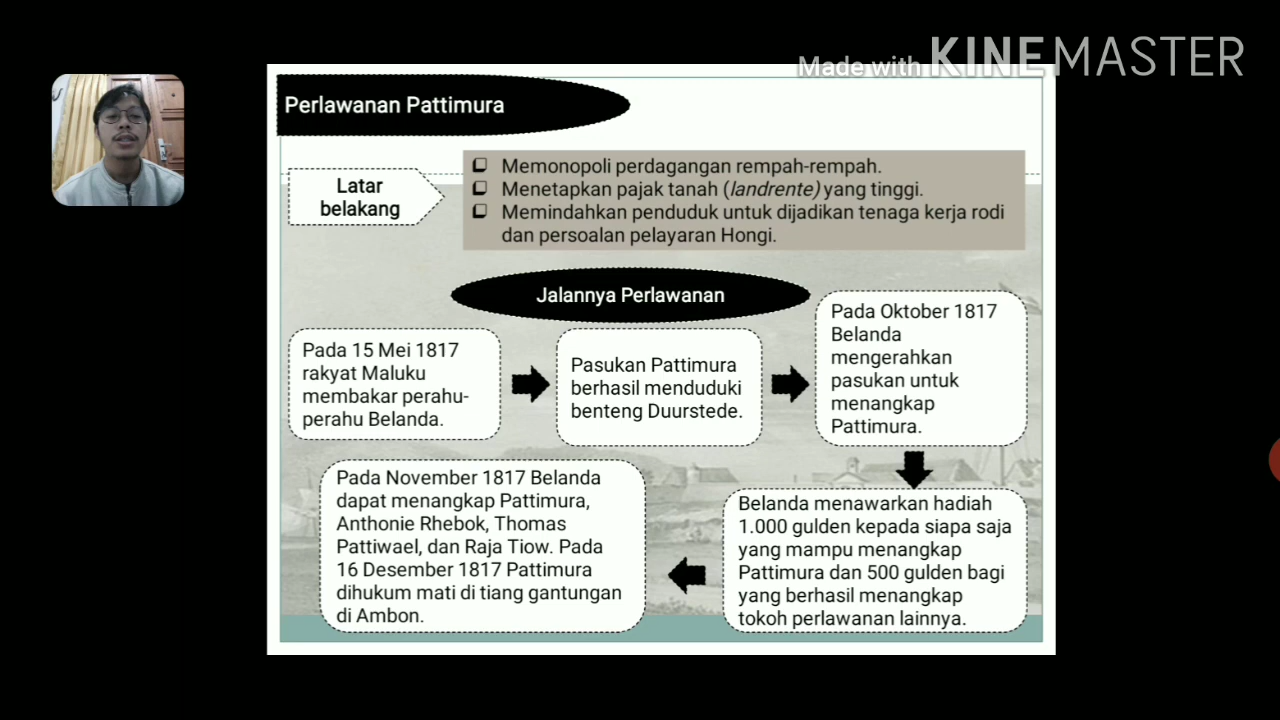 Made with KINEMASTER
Perlawanan Pattimura
Latar
belakang
Memonopoli perdagangan rempah-rempah.
Menetapkan pajak tanah (landrente) yang tinggi.
Memindahkan penduduk untuk dijadikan tenaga kerja rodi
dan persoalan pelayaran Hongi.
Jalannya Perlawanan
Pada 15 Mei 1817
rakyat Maluku
membakar perahu-
perahu Belanda.
Pasukan Pattimura
berhasil menduduki
benteng Duurstede.
Pada Oktober 1817
Belanda
mengerahkan
pasukan untuk
menangkap
Pattimura.
Belanda menawarkan hadiah
1.000 gulden kepada siapa saja
yang mampu menangkap
Pattimura dan 500 gulden bagi
yang berhasil menangkap
tokoh perlawanan lainnya.
Pada November 1817 Belanda
dapat menangkap Pattimura,
Anthonie Rhebok, Thomas
Pattiwael, dan Raja Tiow. Pada
16 Desember 1817 Pattimura
dihukum mati di tiang gantungan
di Ambon.